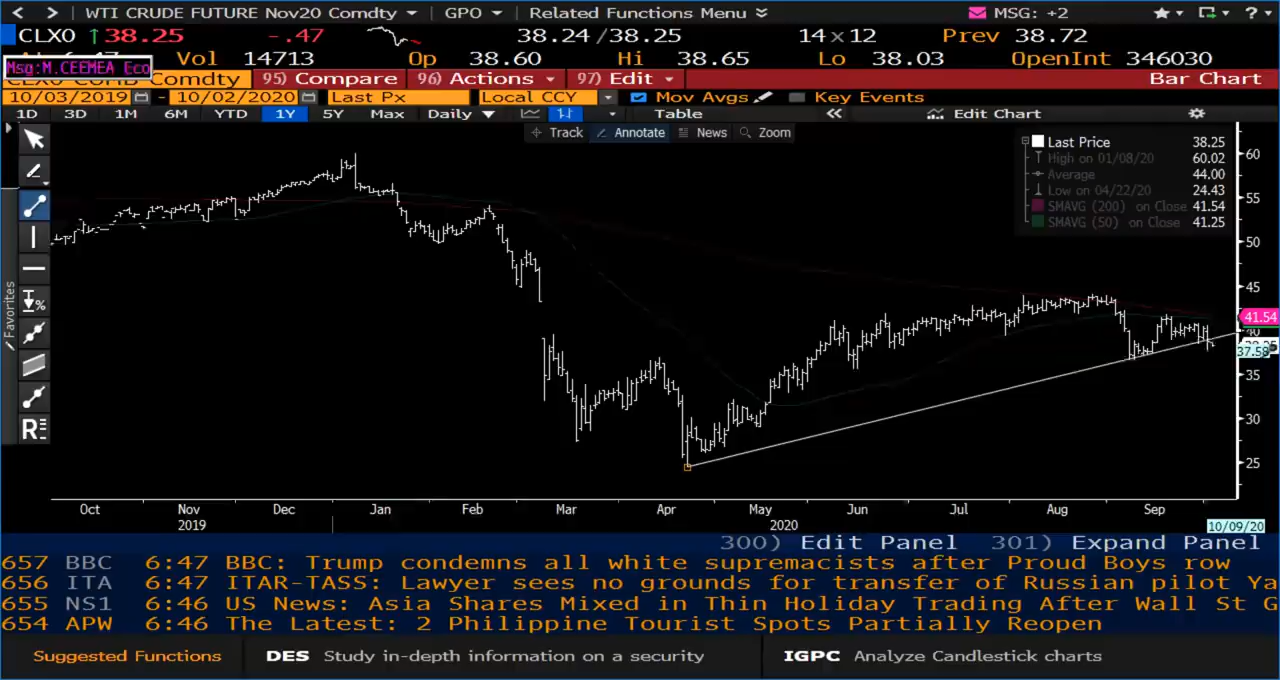 < > WTI CRUDE FUTURE Nov20 Comdty GPO Related Functions Menu MSG: +2 ?
CLX0 ↑38.25 -.47 38.24/38.25 14×12 Prev 38.72
Vol 14713 Op 38.60 Hi 38.65 Lo 38.03 OpenInt 346030
Msg:M.CEEMEA Eco
Comdty 95) Compare 96) Actions 97) Edit Bar Chart
10/03/2019 - 10/02/2020 Last Px Local CCY Mov Avgs Key Events
1D 3D 1M 6M YTD 1Y 5Y Max Daily ▼ Table « Edit Chart
Track Annotate News Zoom
Last Price 38.25
High on 01/08/20 60.02
Average 44.00
Low on 04/22/20 24.43
SMAVG (200) on Close 41.54
SMAVG (50) on Close 41.25
Favorites
%
R
60
55
50
45
41.54
40
37.58
35
30
25
Oct Nov Dec Jan Feb Mar Apr May Jun Jul Aug Sep
2019 2020 10/09/20
300) Edit Panel 301) Expand Panel
657 BBC 6:47 BBC: Trump condemns all white supremacists after Proud Boys row
656 ITA 6:47 ITAR-TASS: Lawyer sees no grounds for transfer of Russian pilot Ya
655 NS1 6:46 US News: Asia Shares Mixed in Thin Holiday Trading After Wall St G
654 APW 6:46 The Latest: 2 Philippine Tourist Spots Partially Reopen
Suggested Functions DES Study in-depth information on a security IGPC Analyze Candlestick charts